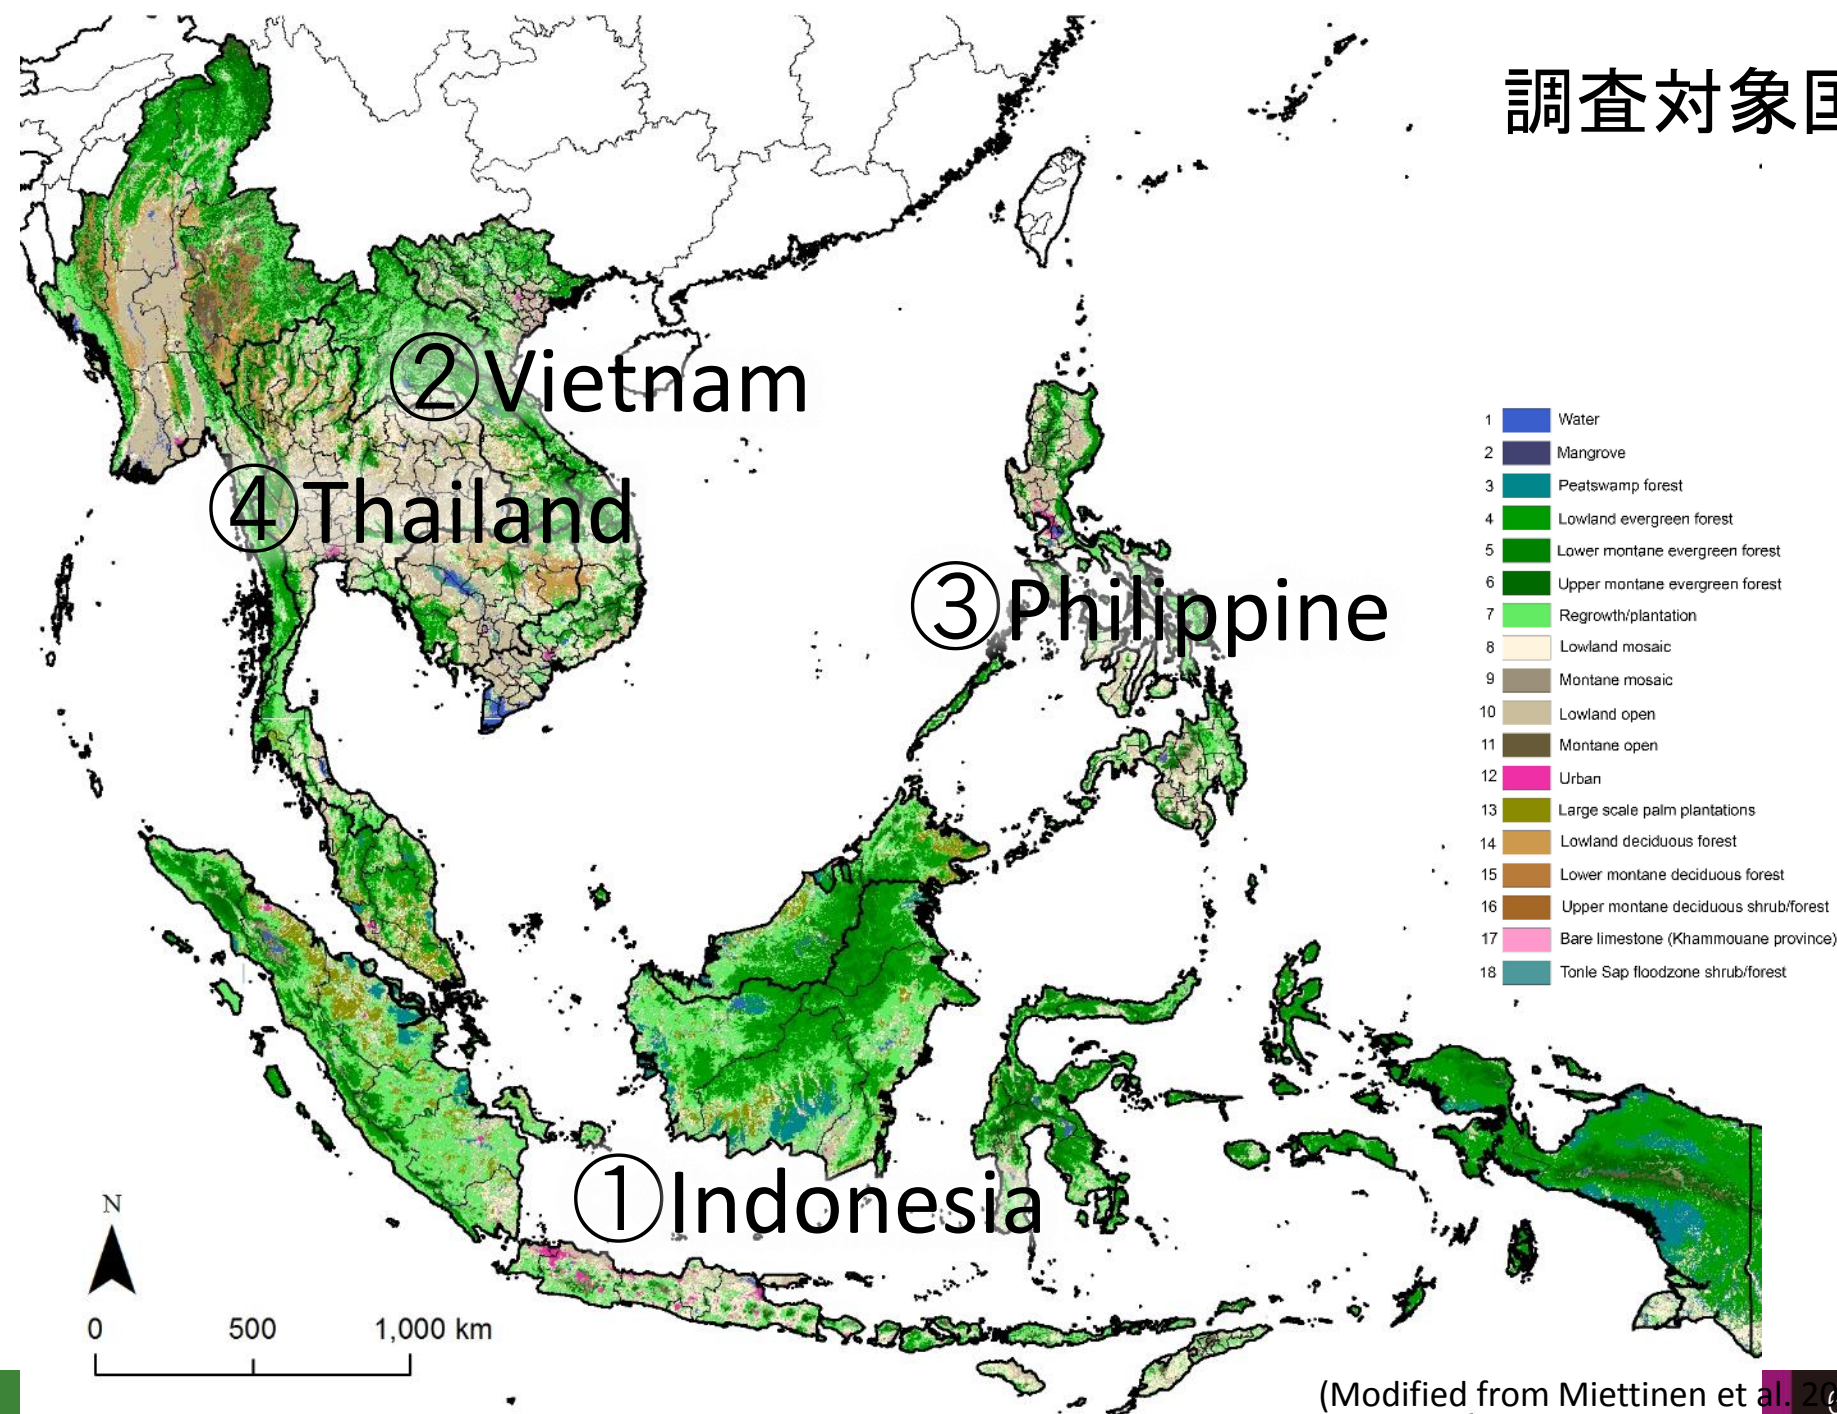 調査対象国
②Vietnam
④Thailand
③Philippine
①Indonesia
1 Water
2 Mangrove
3 Peatswamp forest
4 Lowland evergreen forest
5 Lower montane evergreen forest
6 Upper montane evergreen forest
7 Regrowth/plantation
8 Lowland mosaic
9 Montane mosaic
10 Lowland open
11 Montane open
12 Urban
13 Large scale palm plantations
14 Lowland deciduous forest
15 Lower montane deciduous forest
16 Upper montane deciduous shrub/forest
17 Bare limestone (Khammouane province)
18 Tonle Sap floodzone shrub/forest
N
0 500 1,000 km
(Modified from Miettinen et al.